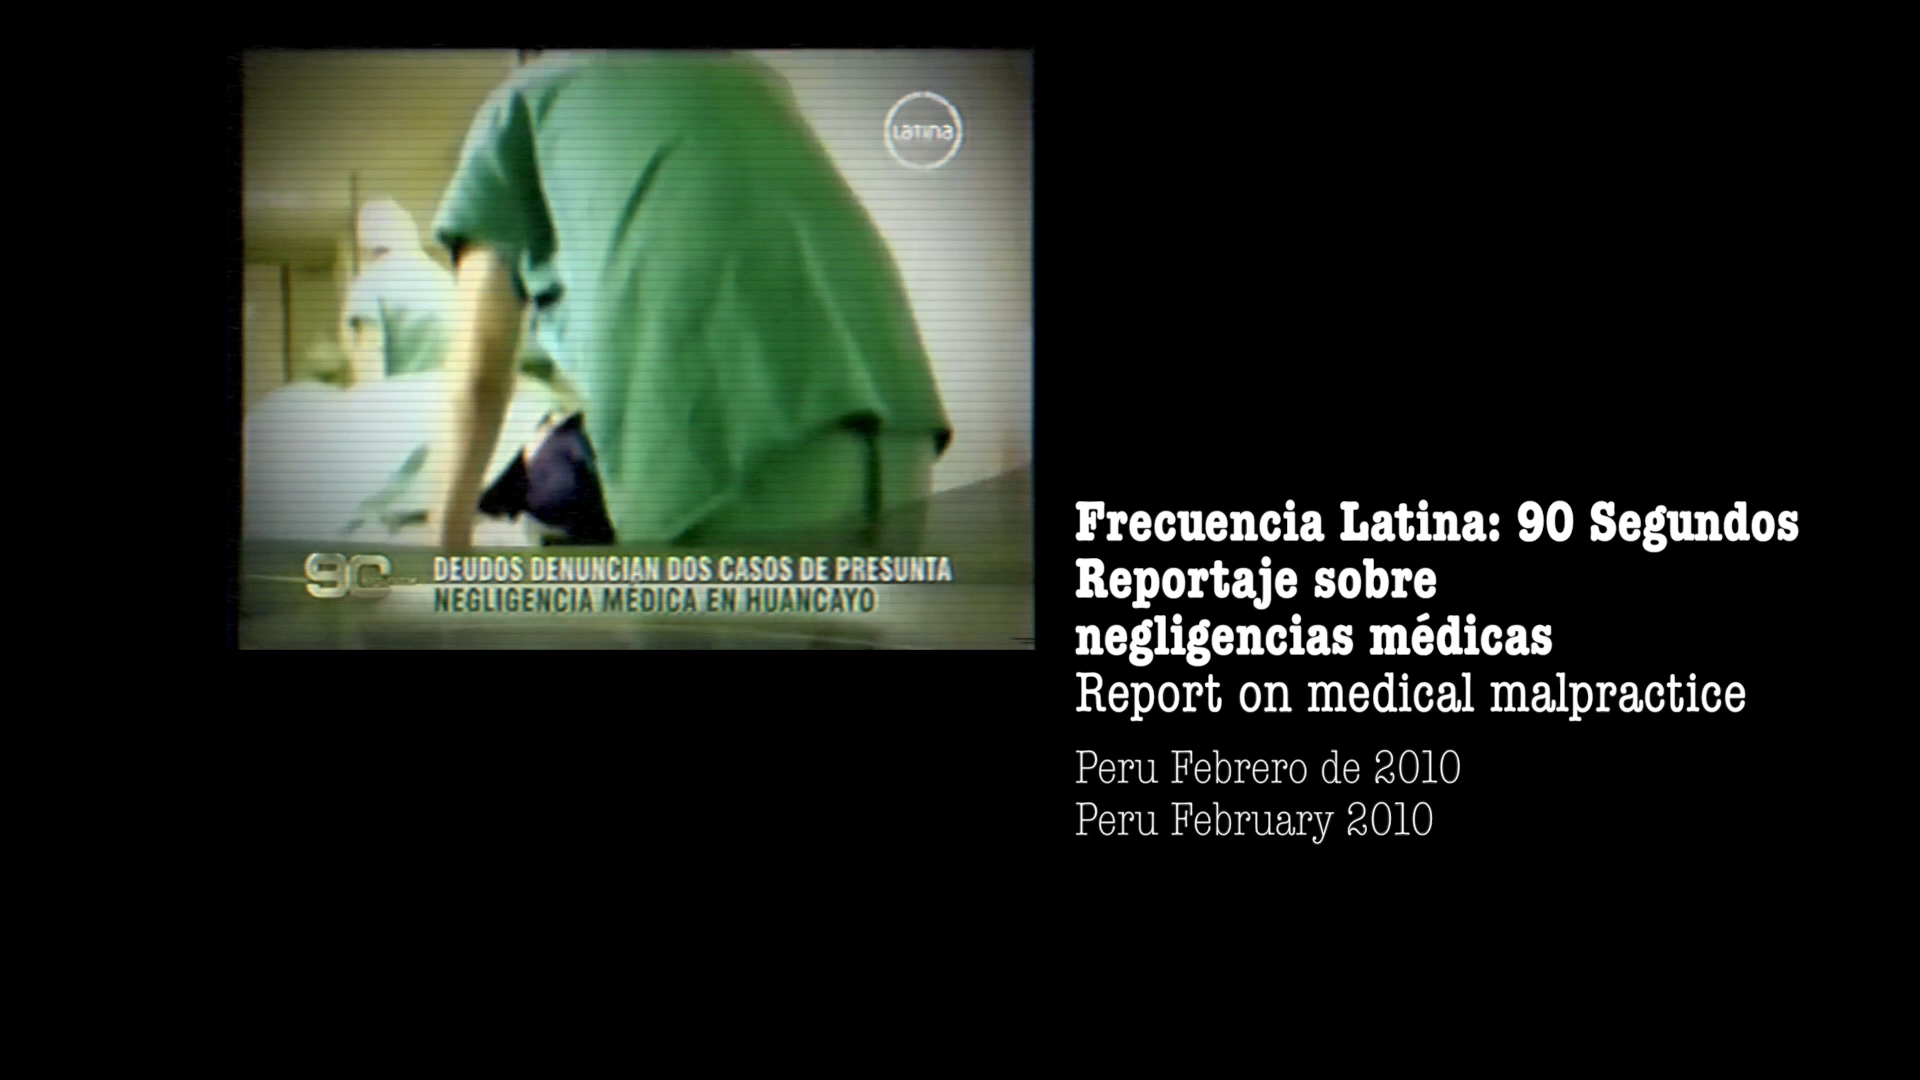 Latina
90
DEUDOS DENUNCIAN DOS CASOS DE PRESUNTA
NEGLIGENCIA MÉDICA EN HUANCAYO
Frecuencia Latina: 90 Segundos
Reportaje sobre
negligencias médicas
Report on medical malpractice
Peru Febrero de 2010
Peru February 2010